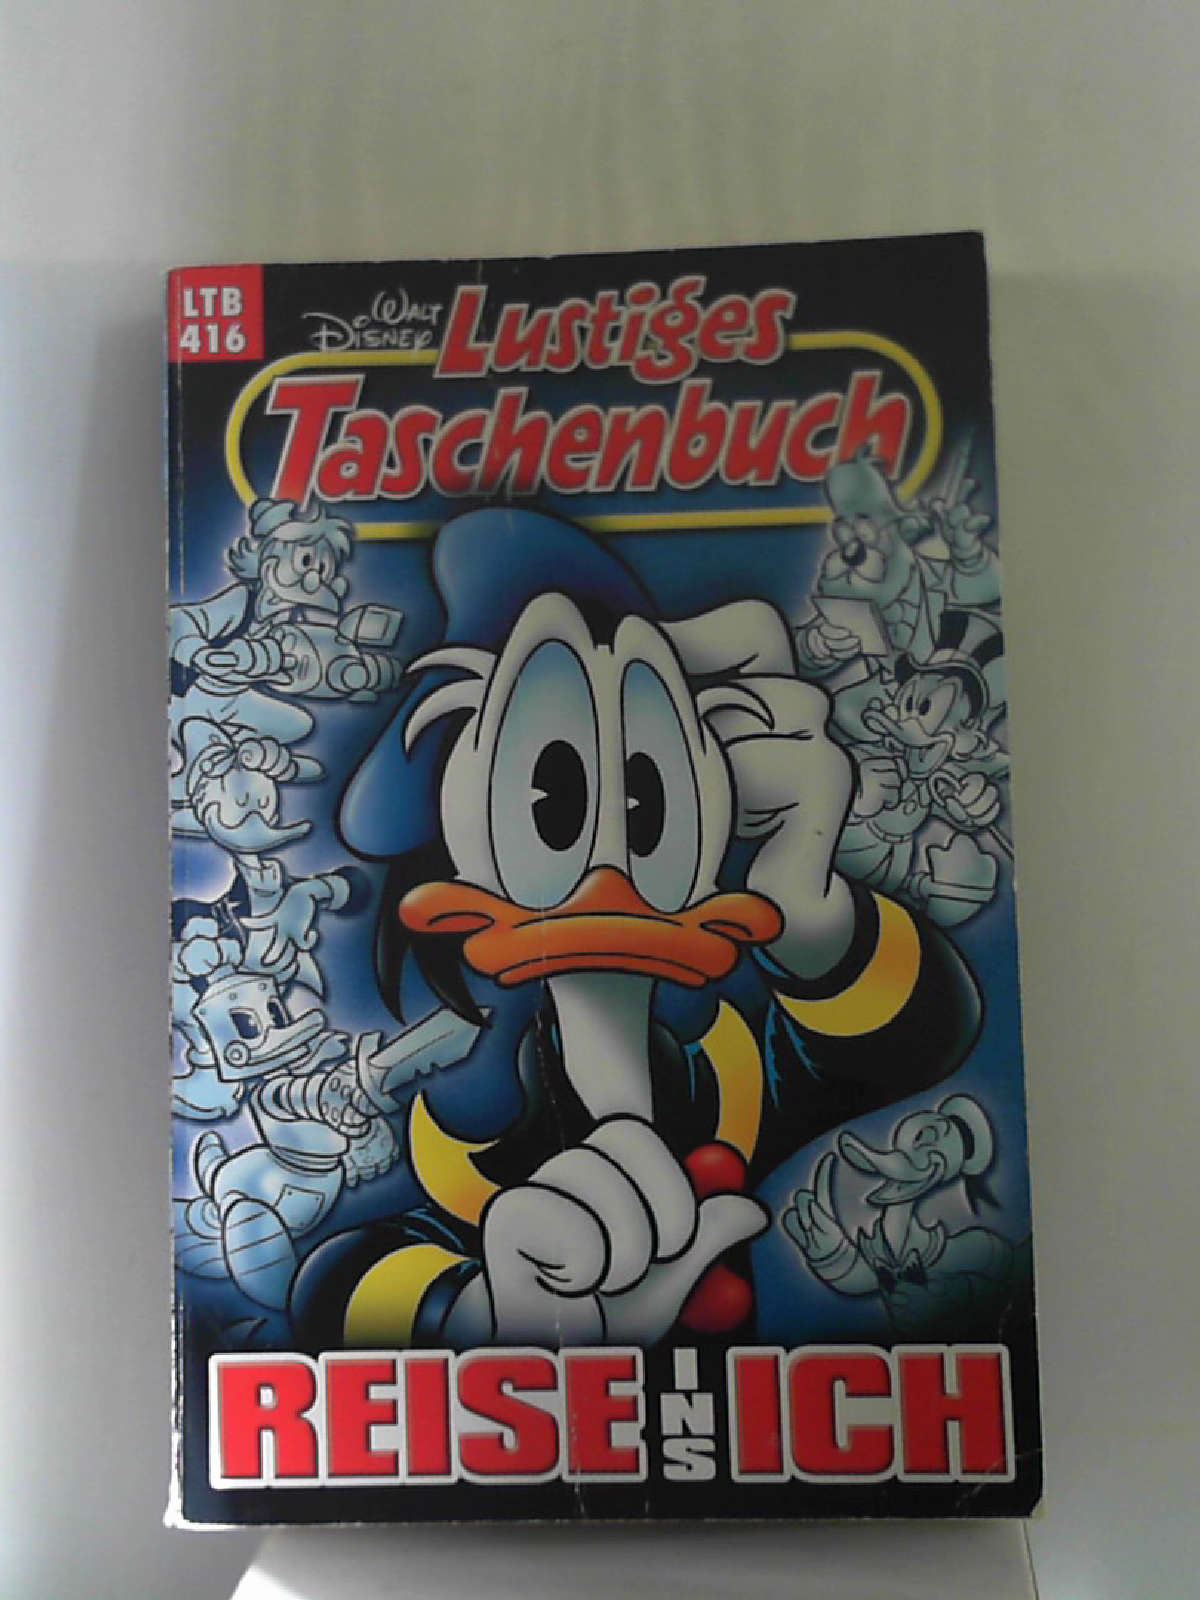 LTB
416
WALT
DISNEY
Lustiges
Taschenbuch
REISE INS ICH